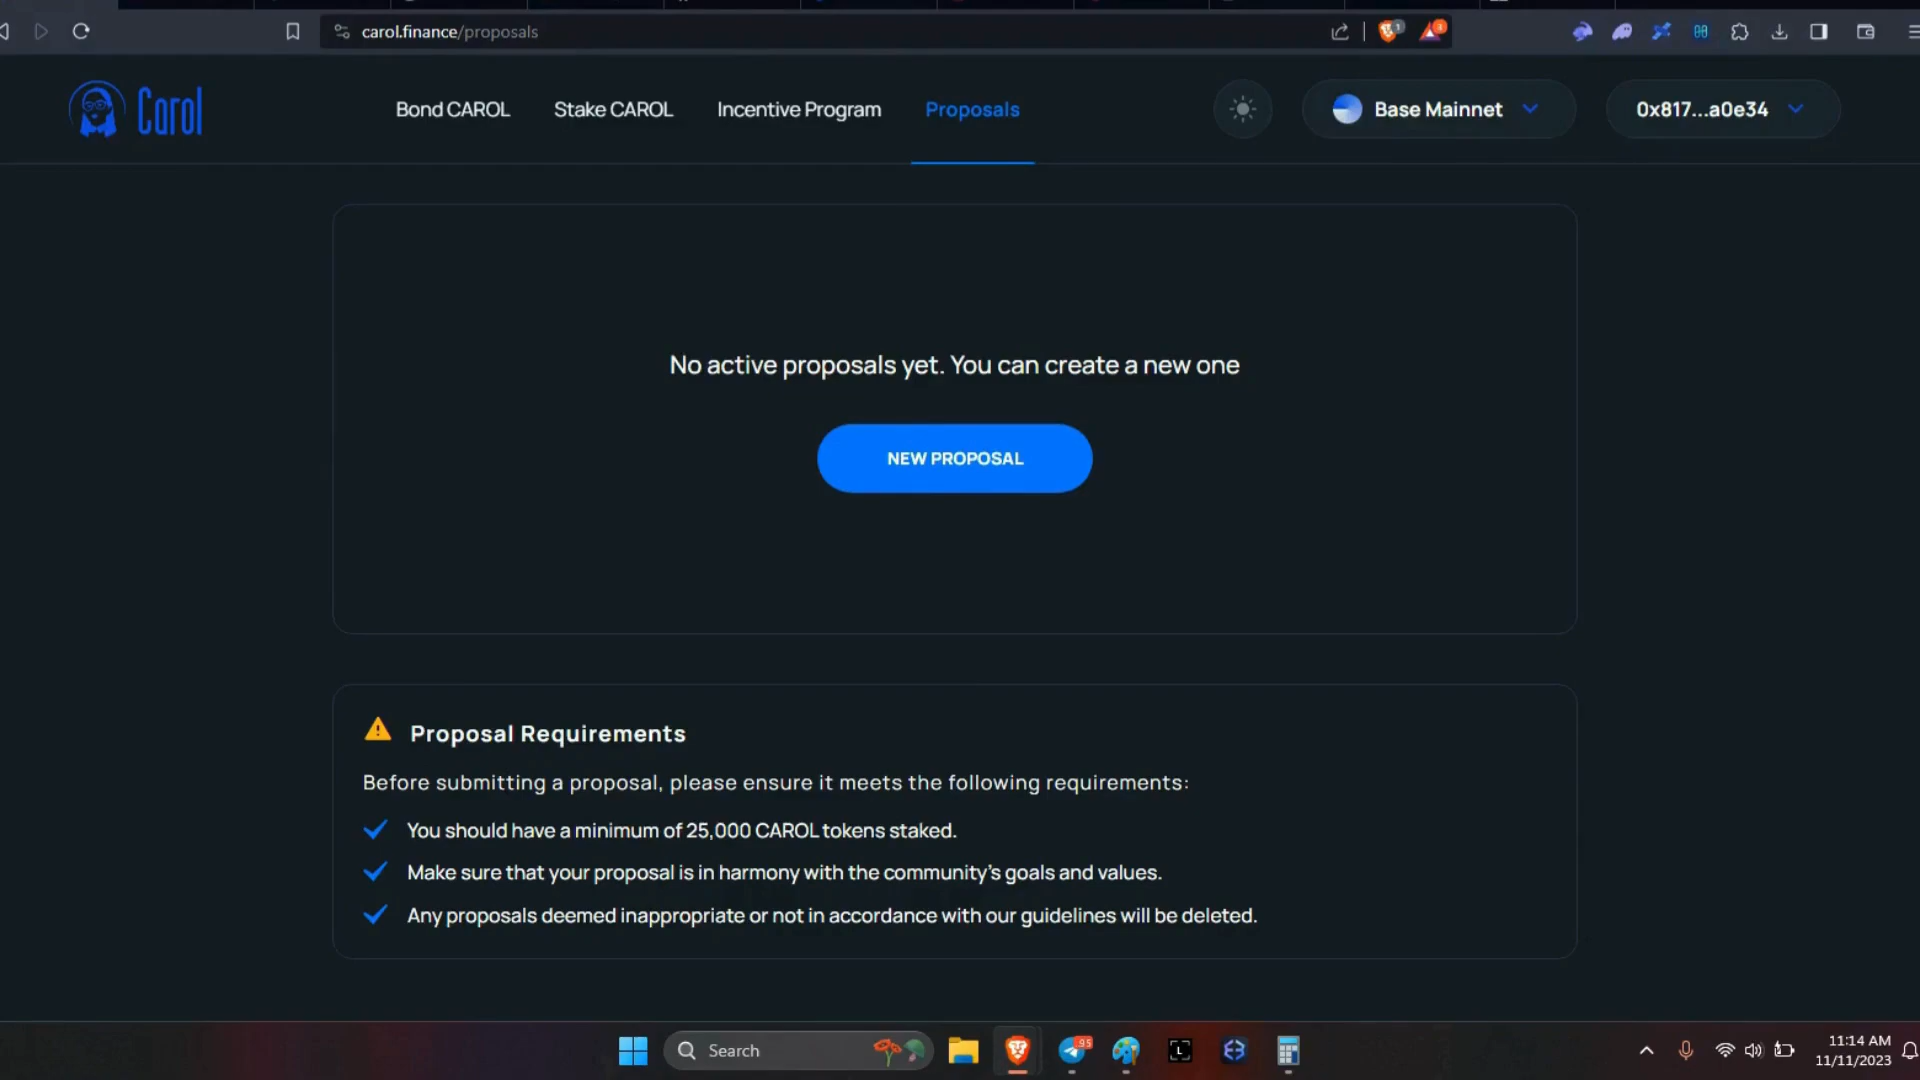 carol.finance/proposals
1
3
Carol
Bond CAROL
Stake CAROL
Incentive Program
Proposals
Base Mainnet
0x817...a0e34
No active proposals yet. You can create a new one
NEW PROPOSAL
Proposal Requirements
Before submitting a proposal, please ensure it meets the following requirements:
You should have a minimum of 25,000 CAROL tokens staked.
Make sure that your proposal is in harmony with the community's goals and values.
Any proposals deemed inappropriate or not in accordance with our guidelines will be deleted.
Search
95
L
11:14 AM
11/11/2023